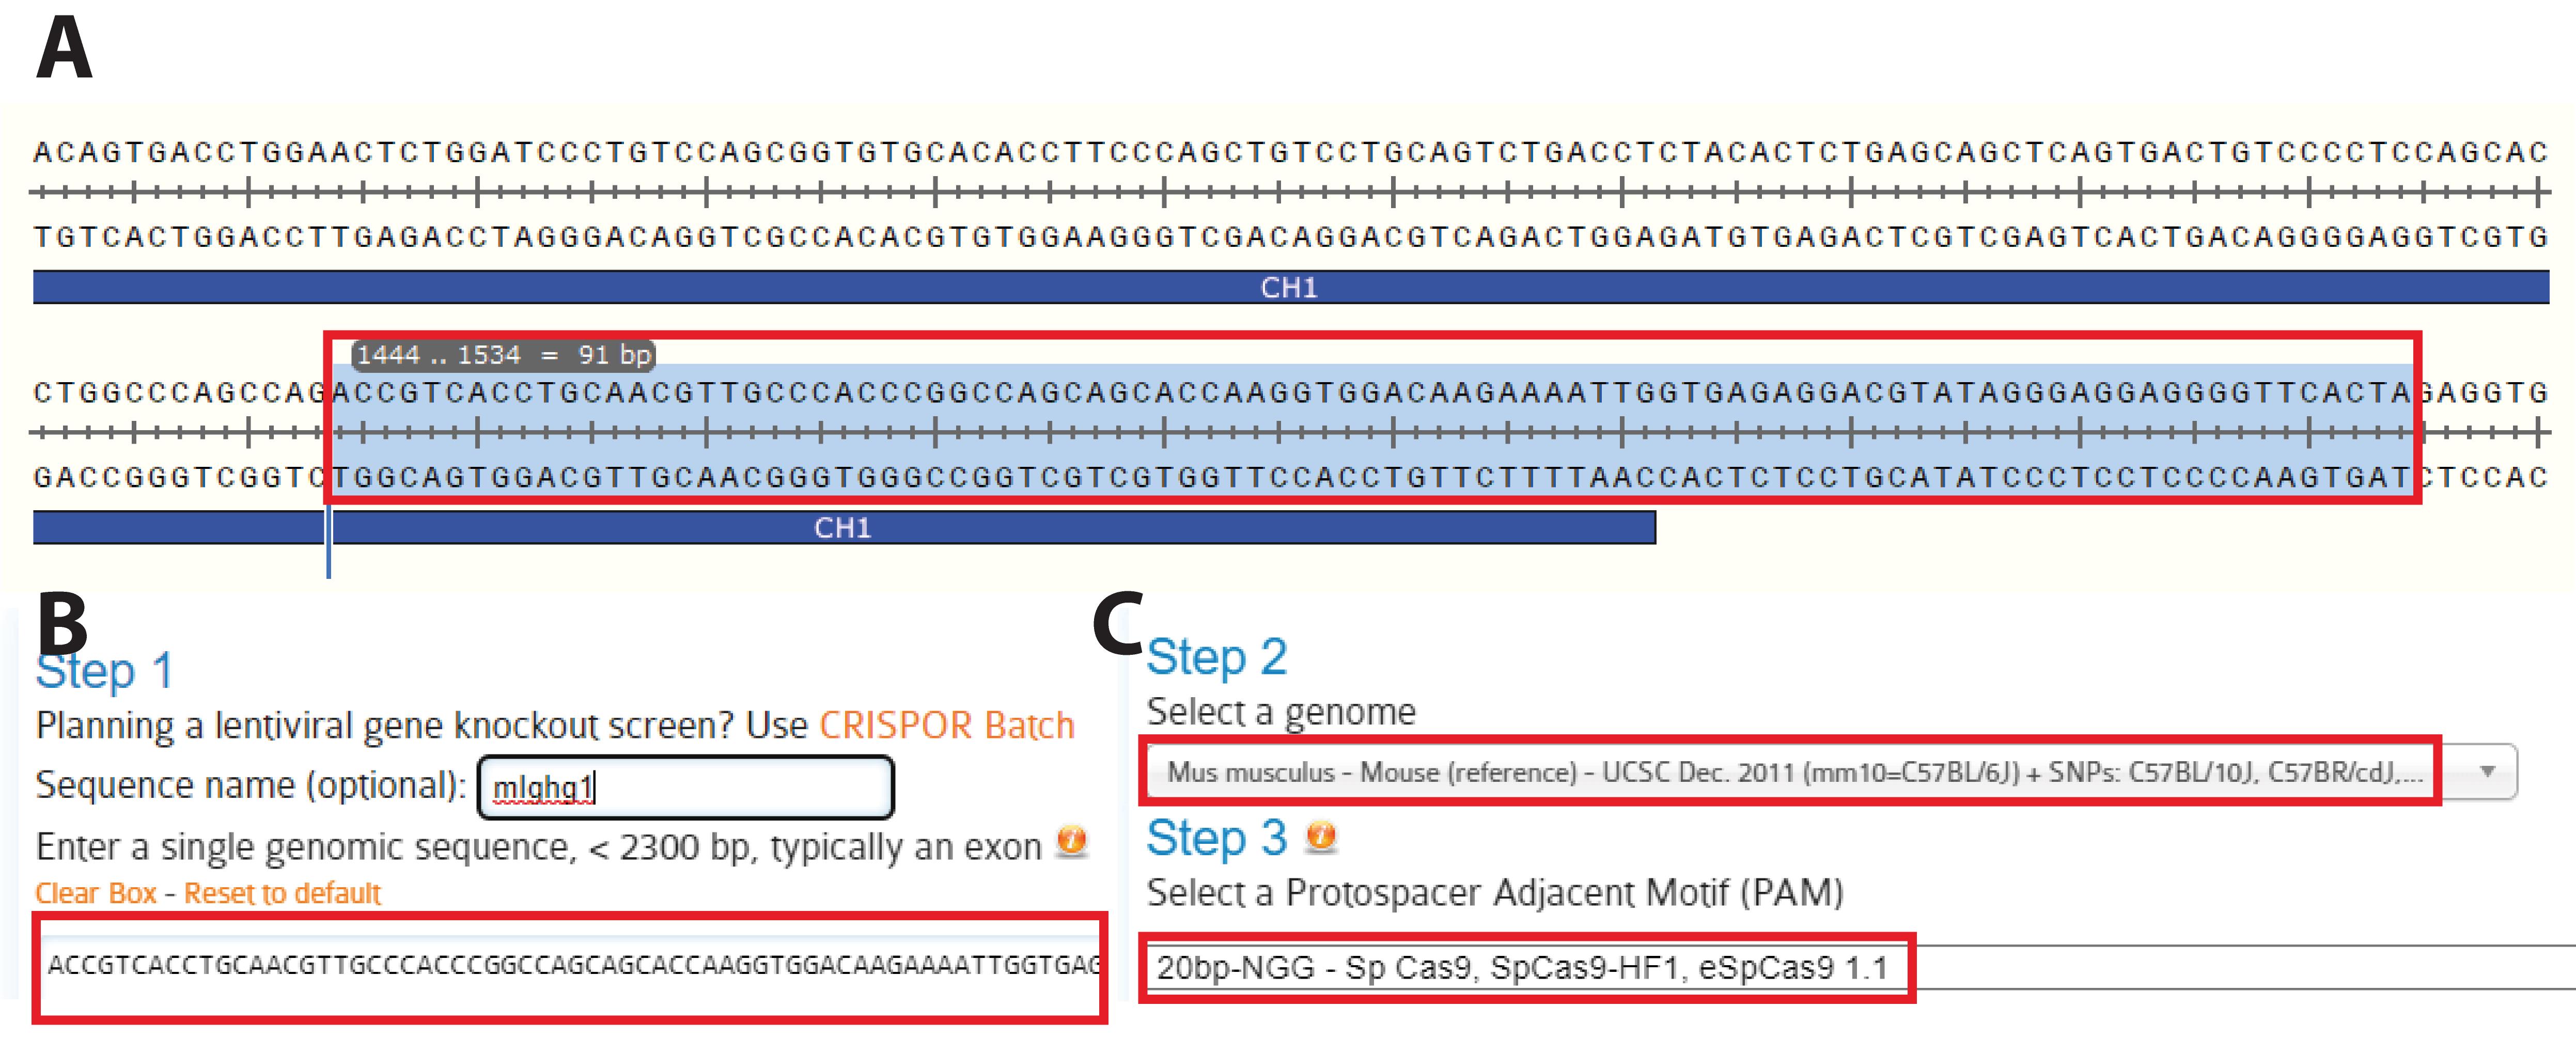 A
ACAGTGACCTGGAACTCTGGATCCCTGTCCAGCGGTGTGCACACCTTCCCAGCTGTCCTGCAGTCTGACCTCTACACTCTGAGCAGCTCAGTGACTGTCCCCTCCAGCAC
TGTCACTGGACCTTGAGACCTAGGGACAGGTCGCCACACGTGTGGAAGGGTCGACAGGACGTCAGACTGGAGATGTGAGACTCGTCGAGTCACTGACAGGGGAGGTCGTG
CH1
1444 .. 1534 = 91 bp
CTGGCCCAGCCAGACCGTCACCTGCAACGTTGCCCACCCGGCCAGCAGCACCAAGGTGGACAAGAAAATTGGTGAGAGGACGTATAGGGAGGAGGGGTTCACTAGAGGTG
GACCGGGTCGGTCTGGCAGTGGACGTTGCAACGGGTGGGCCGGTCGTCGTGGTTCCACCTGTTCTTTTAACCACTCTCCTGCATATCCCTCCTCCCCAAGTGATCTCCAC
CH1
B
Step 1
Planning a lentiviral gene knockout screen? Use CRISPOR Batch
Sequence name (optional): mIghg1
Enter a single genomic sequence, < 2300 bp, typically an exon
Clear Box - Reset to default
ACCGTCACCTGCAACGTTGCCCACCCGGCCAGCAGCACCAAGGTGGACAAGAAAATTGGTGAG
C
Step 2
Select a genome
Mus musculus - Mouse (reference) - UCSC Dec. 2011 (mm10=C57BL/6J) + SNPs: C57BL/10J, C57BR/cdJ,...
Step 3
Select a Protospacer Adjacent Motif (PAM)
20bp-NGG - Sp Cas9, SpCas9-HF1, eSpCas9 1.1